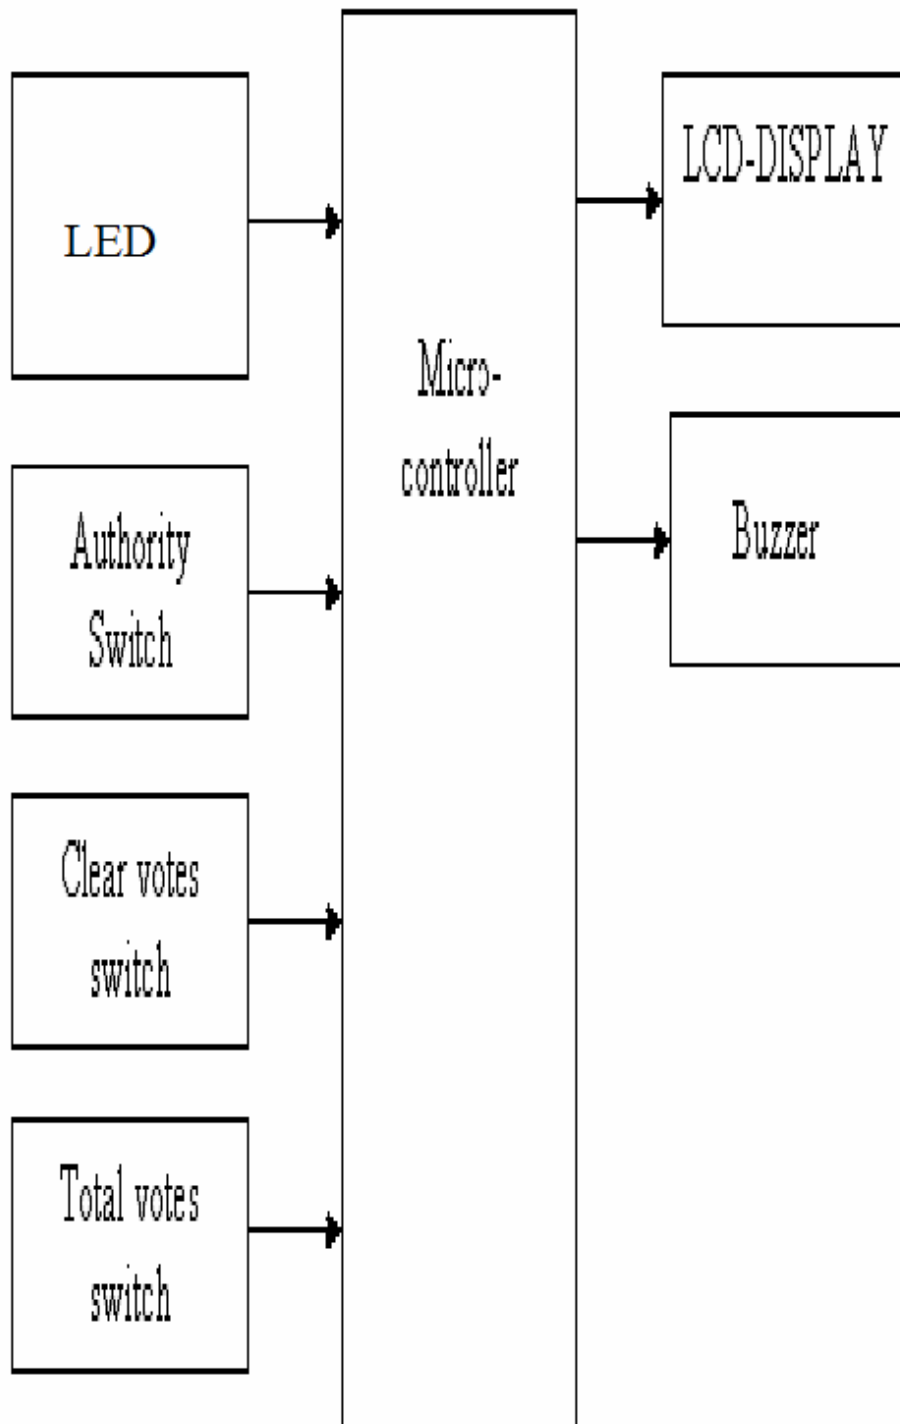 LED
Authority
Switch
Clear votes
switch
Total votes
switch
Micro-
controller
LCD-DISPLAY
Buzzer